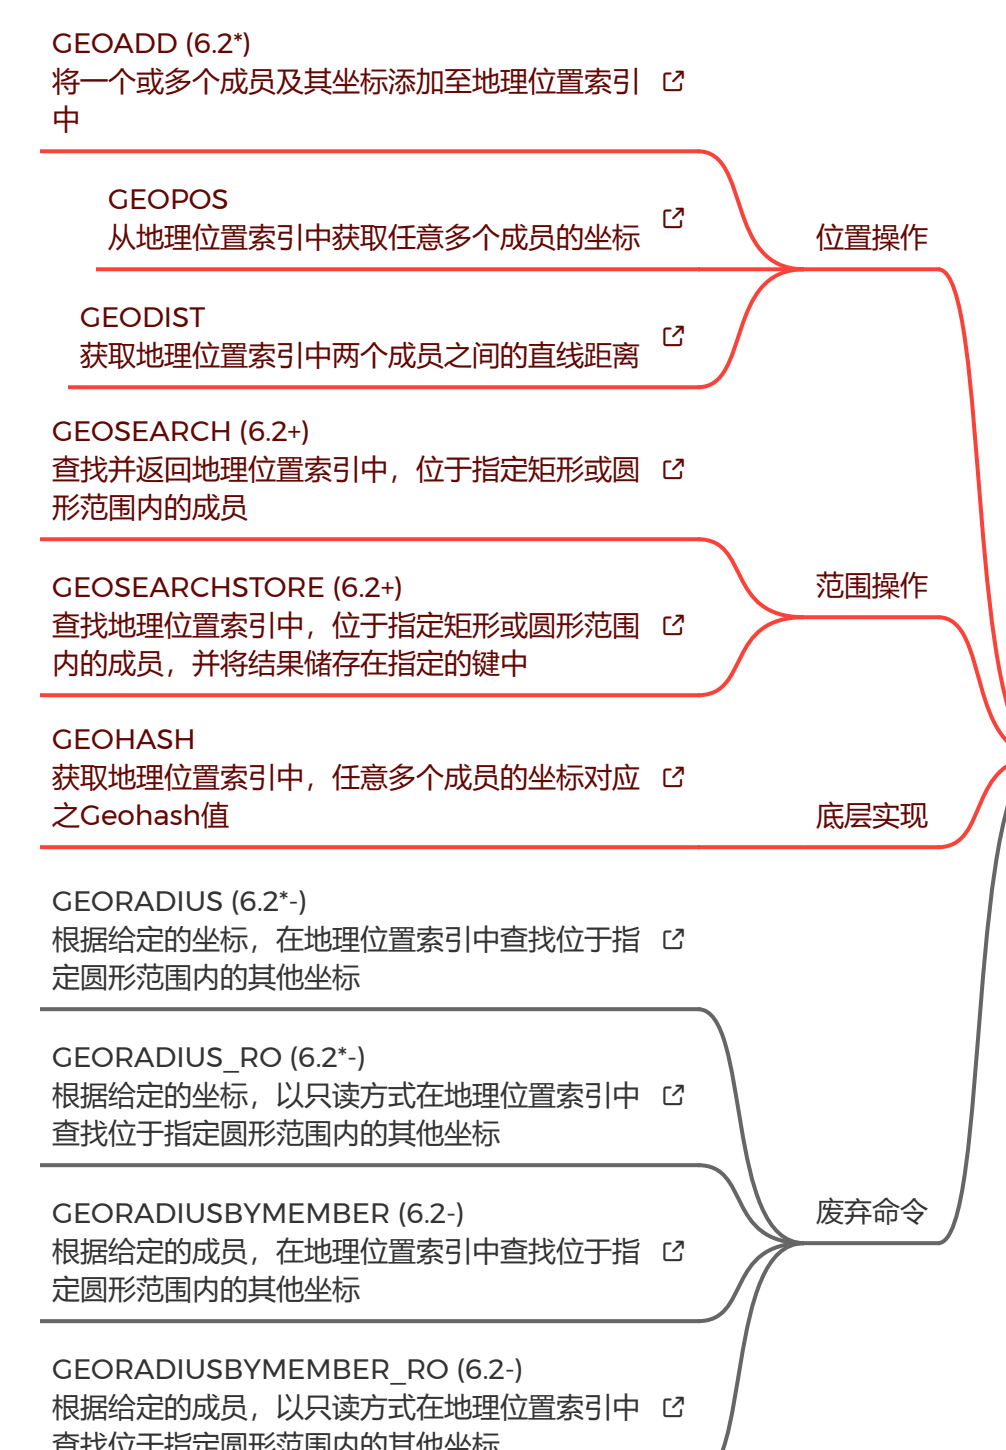 GEOADD (6.2*)
将一个或多个成员及其坐标添加至地理位置索引
中
GEOPOS
从地理位置索引中获取任意多个成员的坐标
GEODIST
获取地理位置索引中两个成员之间的直线距离
位置操作
GEOSEARCH (6.2+)
查找并返回地理位置索引中，位于指定矩形或圆
形范围内的成员
GEOSEARCHSTORE (6.2+)
查找地理位置索引中，位于指定矩形或圆形范围
内的成员，并将结果储存在指定的键中
范围操作
GEOHASH
获取地理位置索引中，任意多个成员的坐标对应
之Geohash值
底层实现
GEORADIUS (6.2*-)
根据给定的坐标，在地理位置索引中查找位于指
定圆形范围内的其他坐标
GEORADIUS_RO (6.2*-)
根据给定的坐标，以只读方式在地理位置索引中
查找位于指定圆形范围内的其他坐标
GEORADIUSBYMEMBER (6.2-)
根据给定的成员，在地理位置索引中查找位于指
定圆形范围内的其他坐标
GEORADIUSBYMEMBER_RO (6.2-)
根据给定的成员，以只读方式在地理位置索引中
查找位于指定圆形范围内的其他坐标
废弃命令